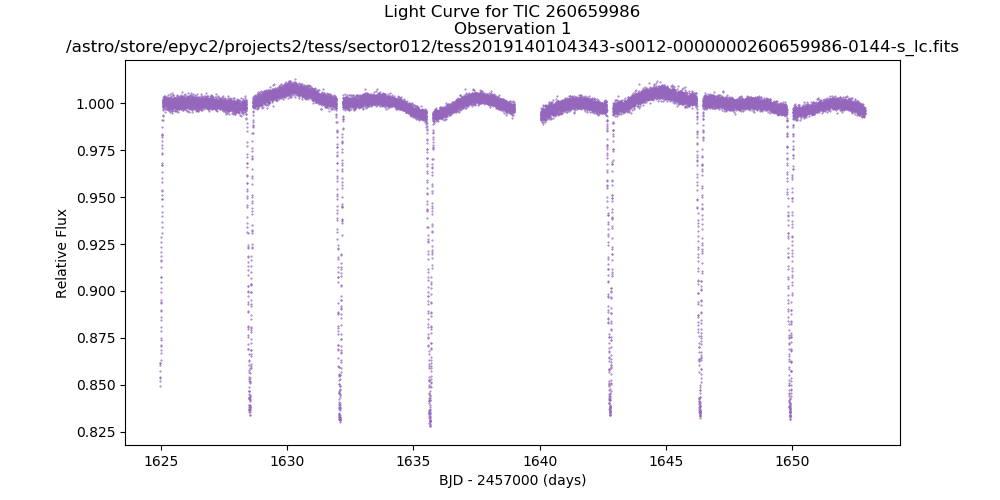 Light Curve for TIC 260659986
Observation 1
/astro/store/epyc2/projects2/tess/sector012/tess2019140104343-s0012-0000000260659986-0144-s_lc.fits
1.000
0.975
0.950
0.925
0.900
0.875
0.850
0.825
Relative Flux
1625
1630
1635
1640
1645
1650
BJD - 2457000 (days)